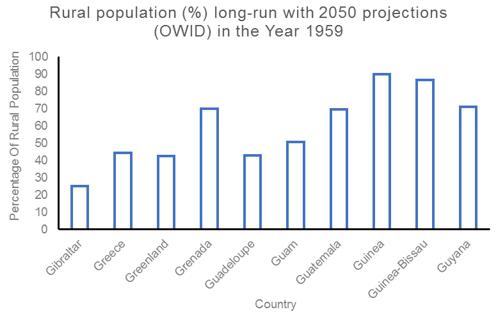 Rural population (%) long-run with 2050 projections
(OWID) in the Year 1959
Percentage Of Rural Population
100
90
80
70
60
50
40
30
20
10
0
Gibraltar
Greece
Greenland
Grenada
Guadeloupe
Guam
Guatemala
Guinea
Guinea-Bissau
Guyana
Country